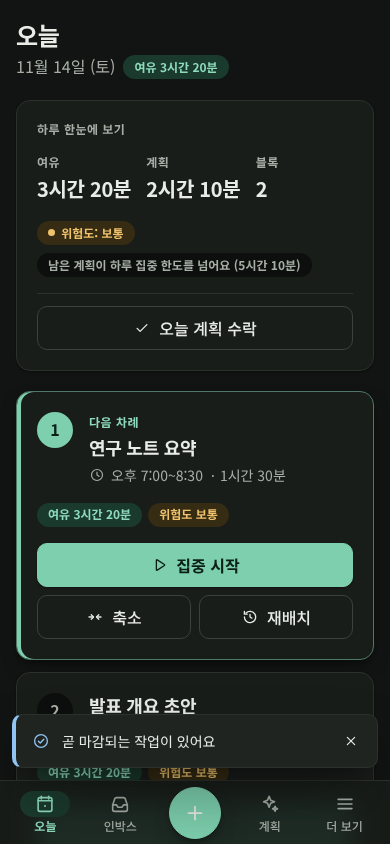 오늘
11월 14일 (토) 여유 3시간 20분
하루 한눈에 보기
여유 계획 블록
3시간 20분 2시간 10분 2
위험도: 보통
남은 계획이 하루 집중 한도를 넘어요 (5시간 10분)
오늘 계획 수락
1 다음 차례
연구 노트 요약
오후 7:00~8:30 · 1시간 30분
여유 3시간 20분 위험도 보통
집중 시작
축소 재배치
2 발표 개요 초안
곧 마감되는 작업이 있어요
여유 3시간 20분 위험도 보통
오늘 인박스 계획 더 보기